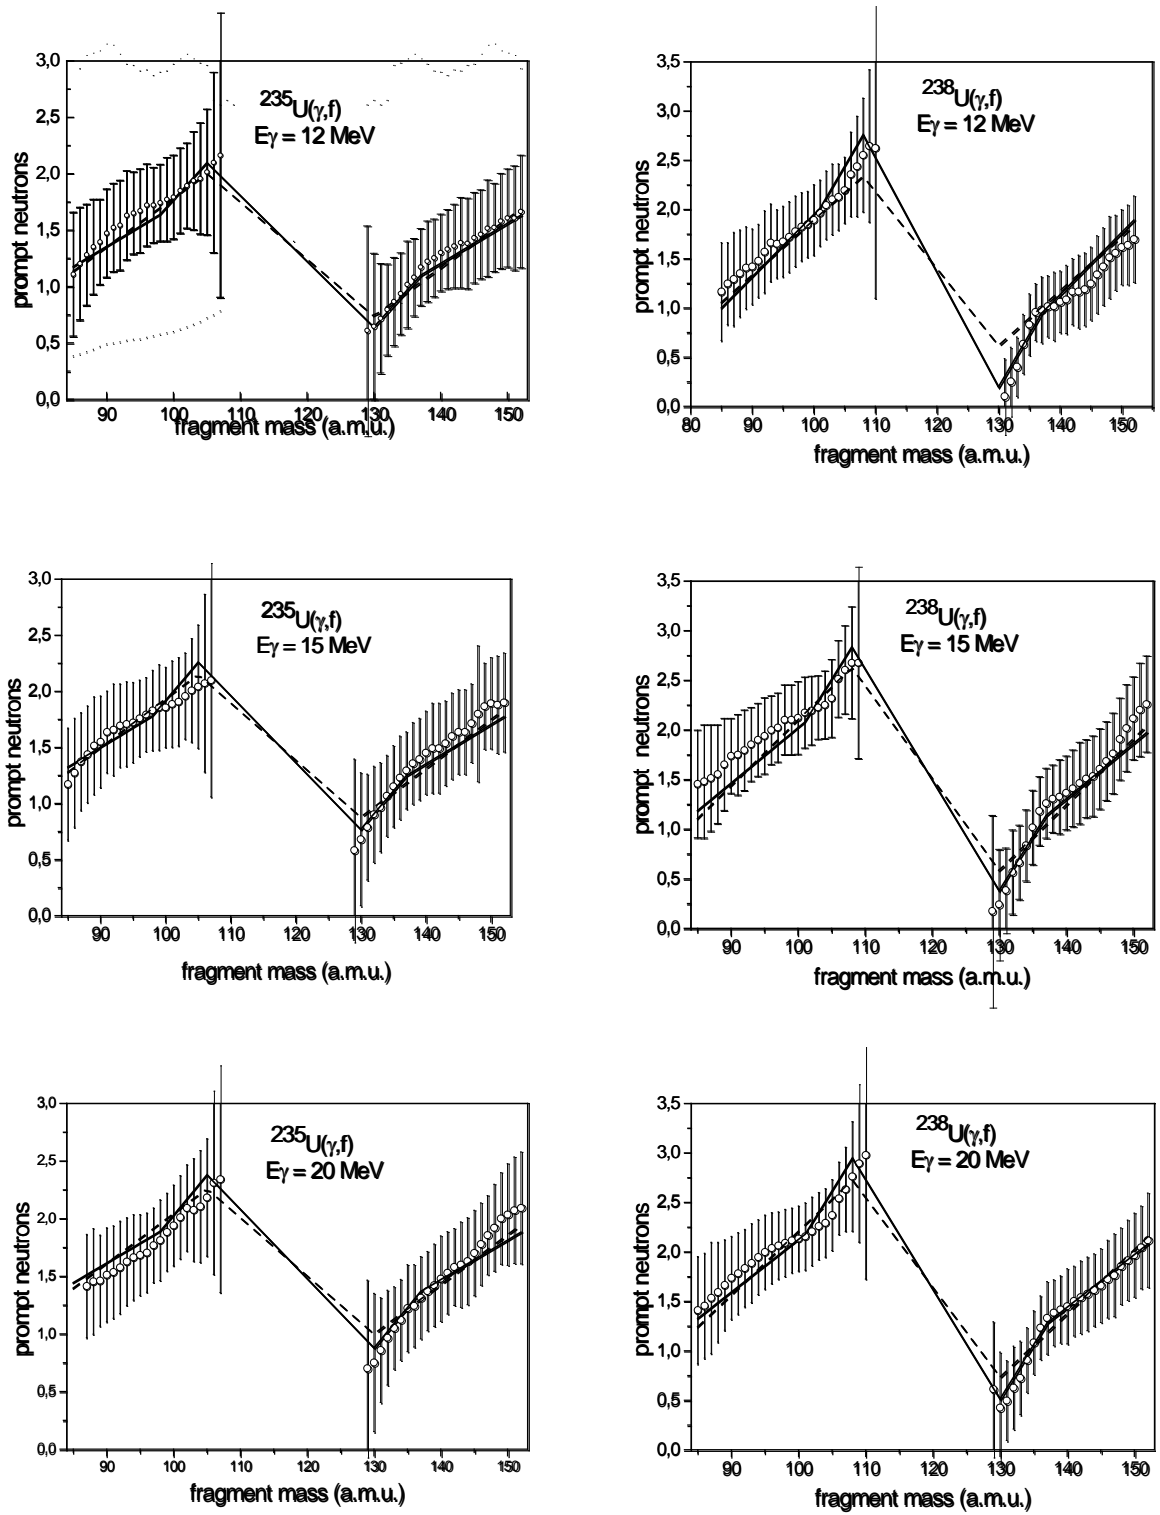 3,0
2,5
2,0
1,5
1,0
0,5
0,0
prompt neutrons
235U(γ,f)
Eγ = 12 MeV
90 100 110 120 130 140 150
fragment mass (a.m.u.)
3,5
3,0
2,5
2,0
1,5
1,0
0,5
0,0
prompt neutrons
238U(γ,f)
Eγ = 12 MeV
80 90 100 110 120 130 140 150
fragment mass (a.m.u.)
3,0
2,5
2,0
1,5
1,0
0,5
0,0
prompt neutrons
235U(γ,f)
Eγ = 15 MeV
90 100 110 120 130 140 150
fragment mass (a.m.u.)
3,5
3,0
2,5
2,0
1,5
1,0
0,5
0,0
prompt neutrons
238U(γ,f)
Eγ = 15 MeV
90 100 110 120 130 140 150
fragment mass (a.m.u.)
3,0
2,5
2,0
1,5
1,0
0,5
0,0
prompt neutrons
235U(γ,f)
Eγ = 20 MeV
90 100 110 120 130 140 150
fragment mass (a.m.u.)
3,5
3,0
2,5
2,0
1,5
1,0
0,5
0,0
prompt neutrons
238U(γ,f)
Eγ = 20 MeV
90 100 110 120 130 140 150
fragment mass (a.m.u.)